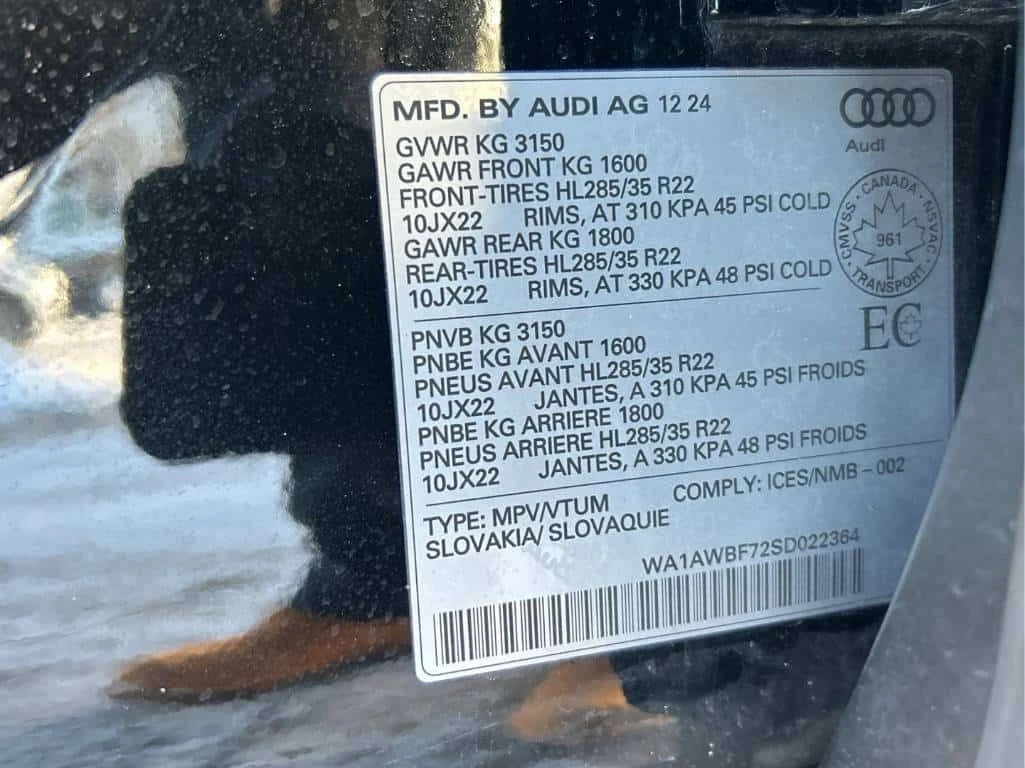 MFD. BY AUDI AG 12 24
Audi
GVWR KG 3150
GAWR FRONT KG 1600
FRONT-TIRES HL285/35 R22
10JX22 RIMS, AT 310 KPA 45 PSI COLD
GAWR REAR KG 1800
REAR-TIRES HL285/35 R22
10JX22 RIMS, AT 330 KPA 48 PSI COLD
CMVSS · CANADA · NSVAC · TRANSPORT ·
961
EC
PNVB KG 3150
PNBE KG AVANT 1600
PNEUS AVANT HL285/35 R22
10JX22 JANTES, A 310 KPA 45 PSI FROIDS
PNBE KG ARRIERE 1800
PNEUS ARRIERE HL285/35 R22
10JX22 JANTES, A 330 KPA 48 PSI FROIDS
TYPE: MPV/VTUM COMPLY: ICES/NMB – 002
SLOVAKIA/ SLOVAQUIE
WA1AWBF72SD022364